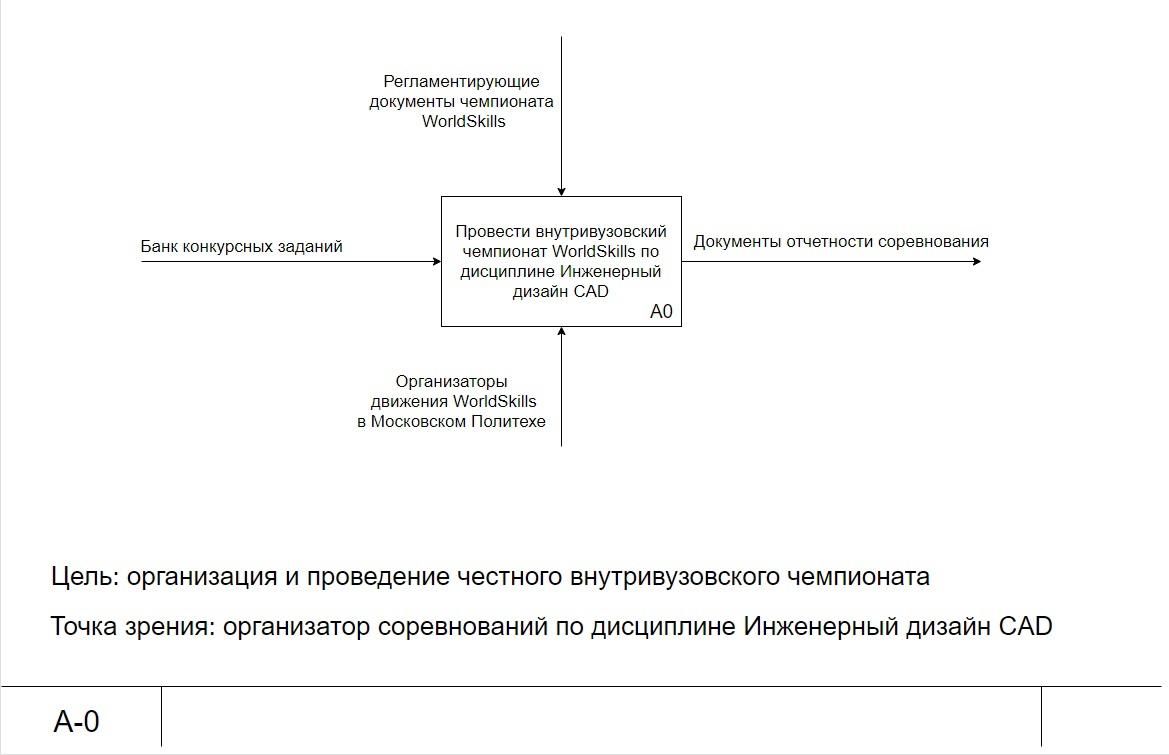 Регламентирующие
документы чемпионата
WorldSkills
Банк конкурсных заданий
Провести внутривузовский
чемпионат WorldSkills по
дисциплине Инженерный
дизайн CAD
A0
Документы отчетности соревнования
Организаторы
движения WorldSkills
в Московском Политехе
Цель: организация и проведение честного внутривузовского чемпионата
Точка зрения: организатор соревнований по дисциплине Инженерный дизайн CAD
A-0